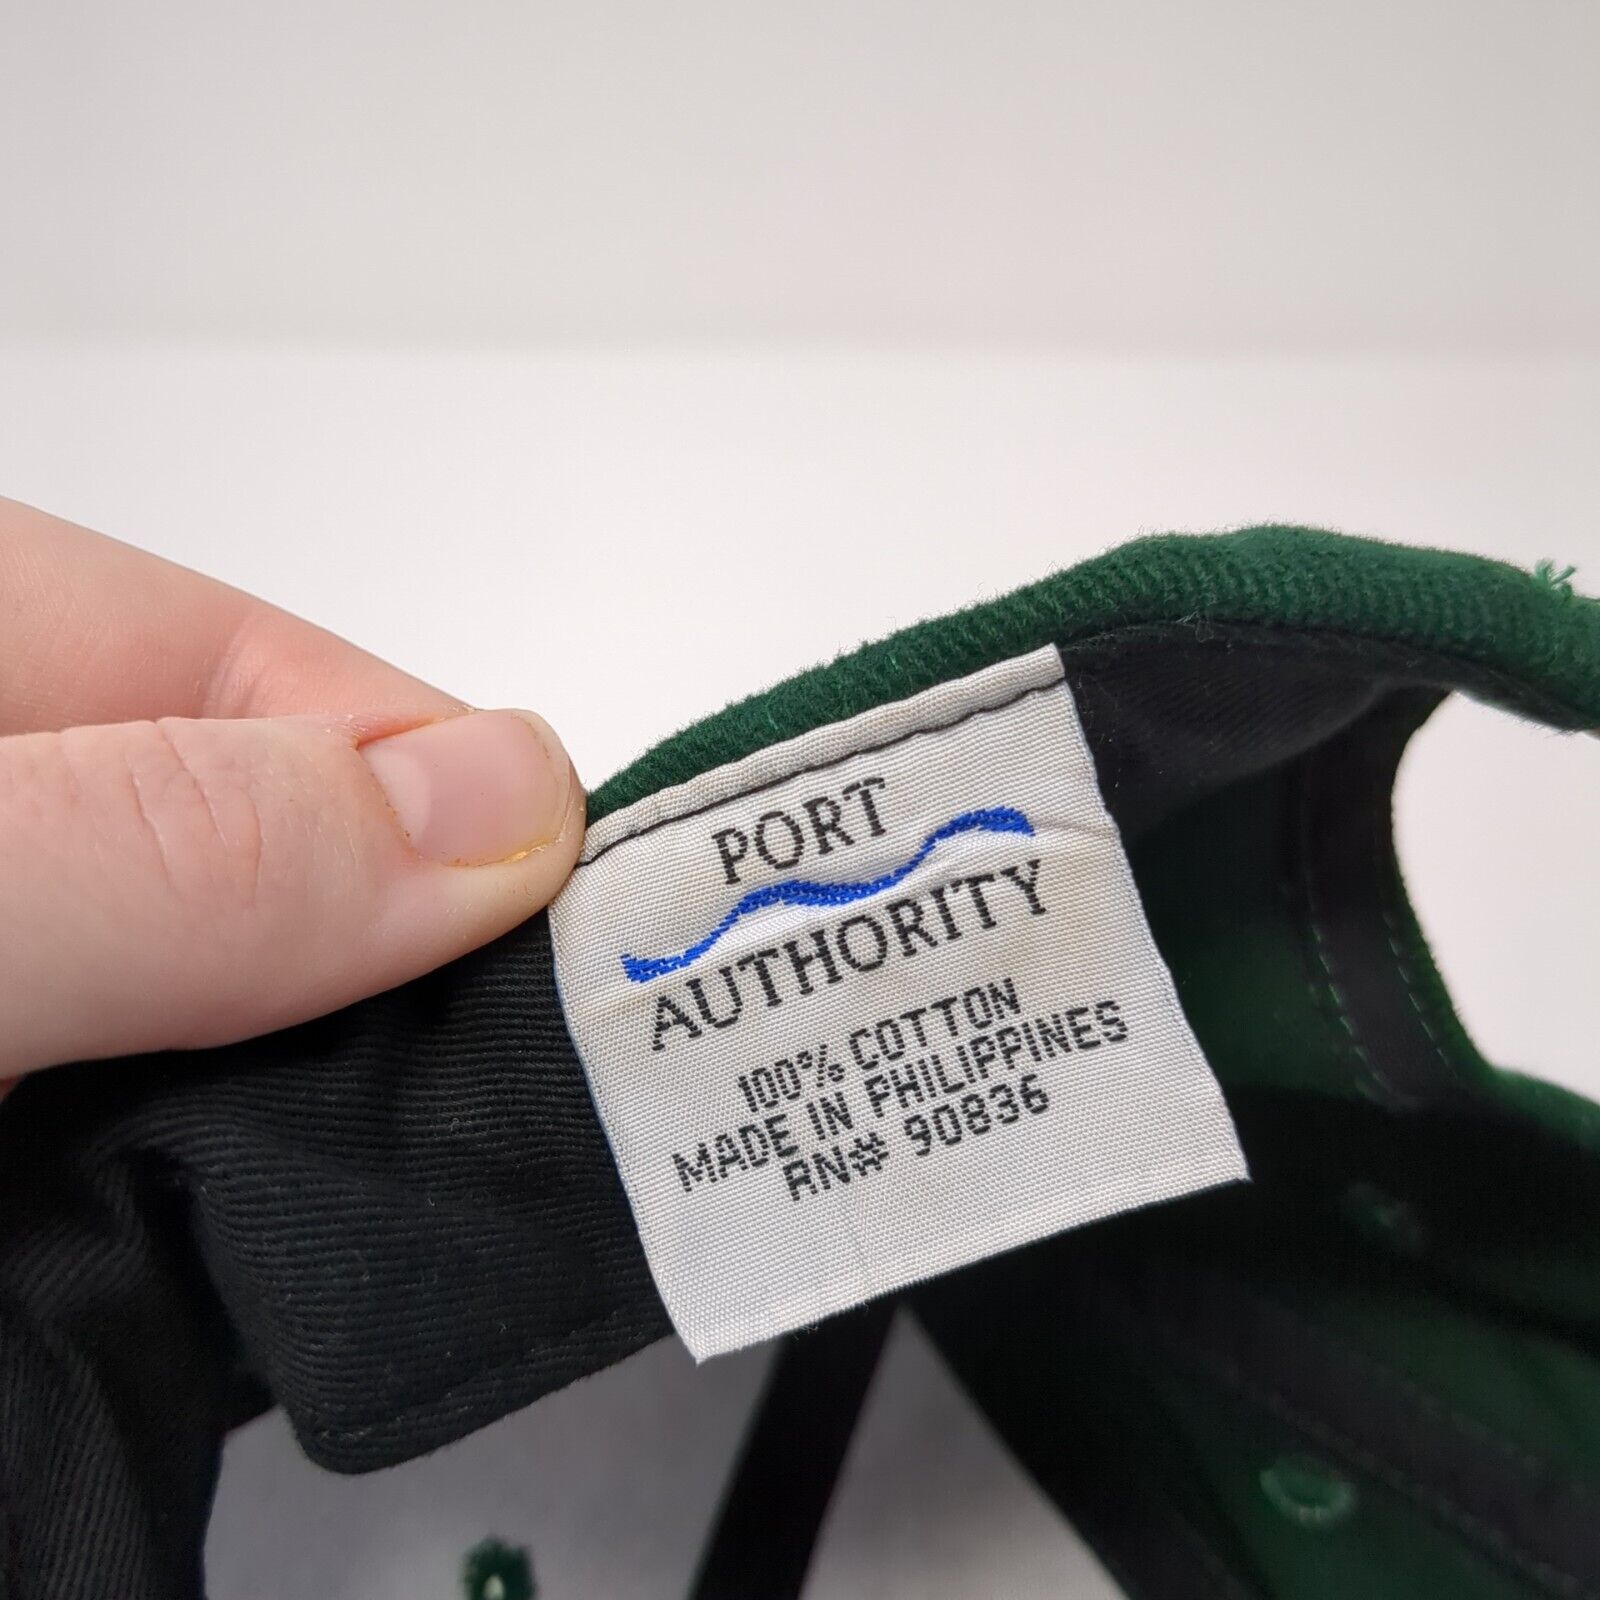 PORT
AUTHORITY
100% COTTON
MADE IN PHILIPPINES
RN# 90836